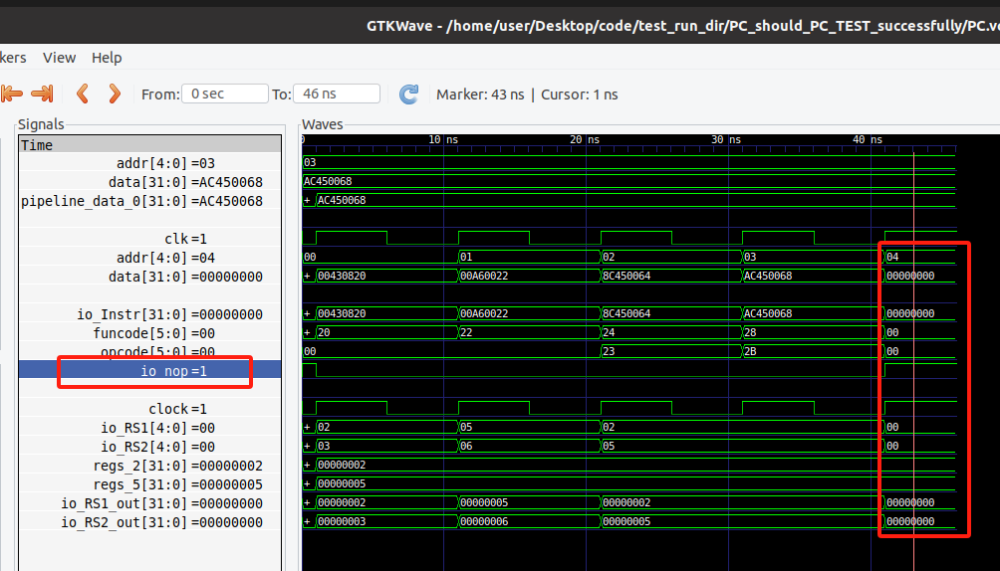 GTKWave - /home/user/Desktop/code/test_run_dir/PC_should_PC_TEST_successfully/PC.v
kers View Help
From: 0 sec To: 46 ns Marker: 43 ns | Cursor: 1 ns
Signals Waves
Time 0 10 ns 20 ns 30 ns 40 ns
addr[4:0] =03 03
data[31:0] =AC450068 AC450068
pipeline_data_0[31:0] =AC450068 + AC450068
clk=1
addr[4:0] =04 00 01 02 03 04
data[31:0] =00000000 + 00430820 00A60022 8C450064 AC450068 00000000
io_Instr[31:0] =00000000 + 00430820 00A60022 8C450064 AC450068 00000000
funcode[5:0] =00 + 20 22 24 28 00
opcode[5:0] =00 00 23 2B 00
io_nop =1
clock =1
io_RS1[4:0] =00 + 02 05 02 00
io_RS2[4:0] =00 + 03 06 05 00
regs_2[31:0] =00000002 + 00000002
regs_5[31:0] =00000005 + 00000005
io_RS1_out[31:0] =00000000 + 00000002 00000005 00000002 00000000
io_RS2_out[31:0] =00000000 + 00000003 00000006 00000005 00000000